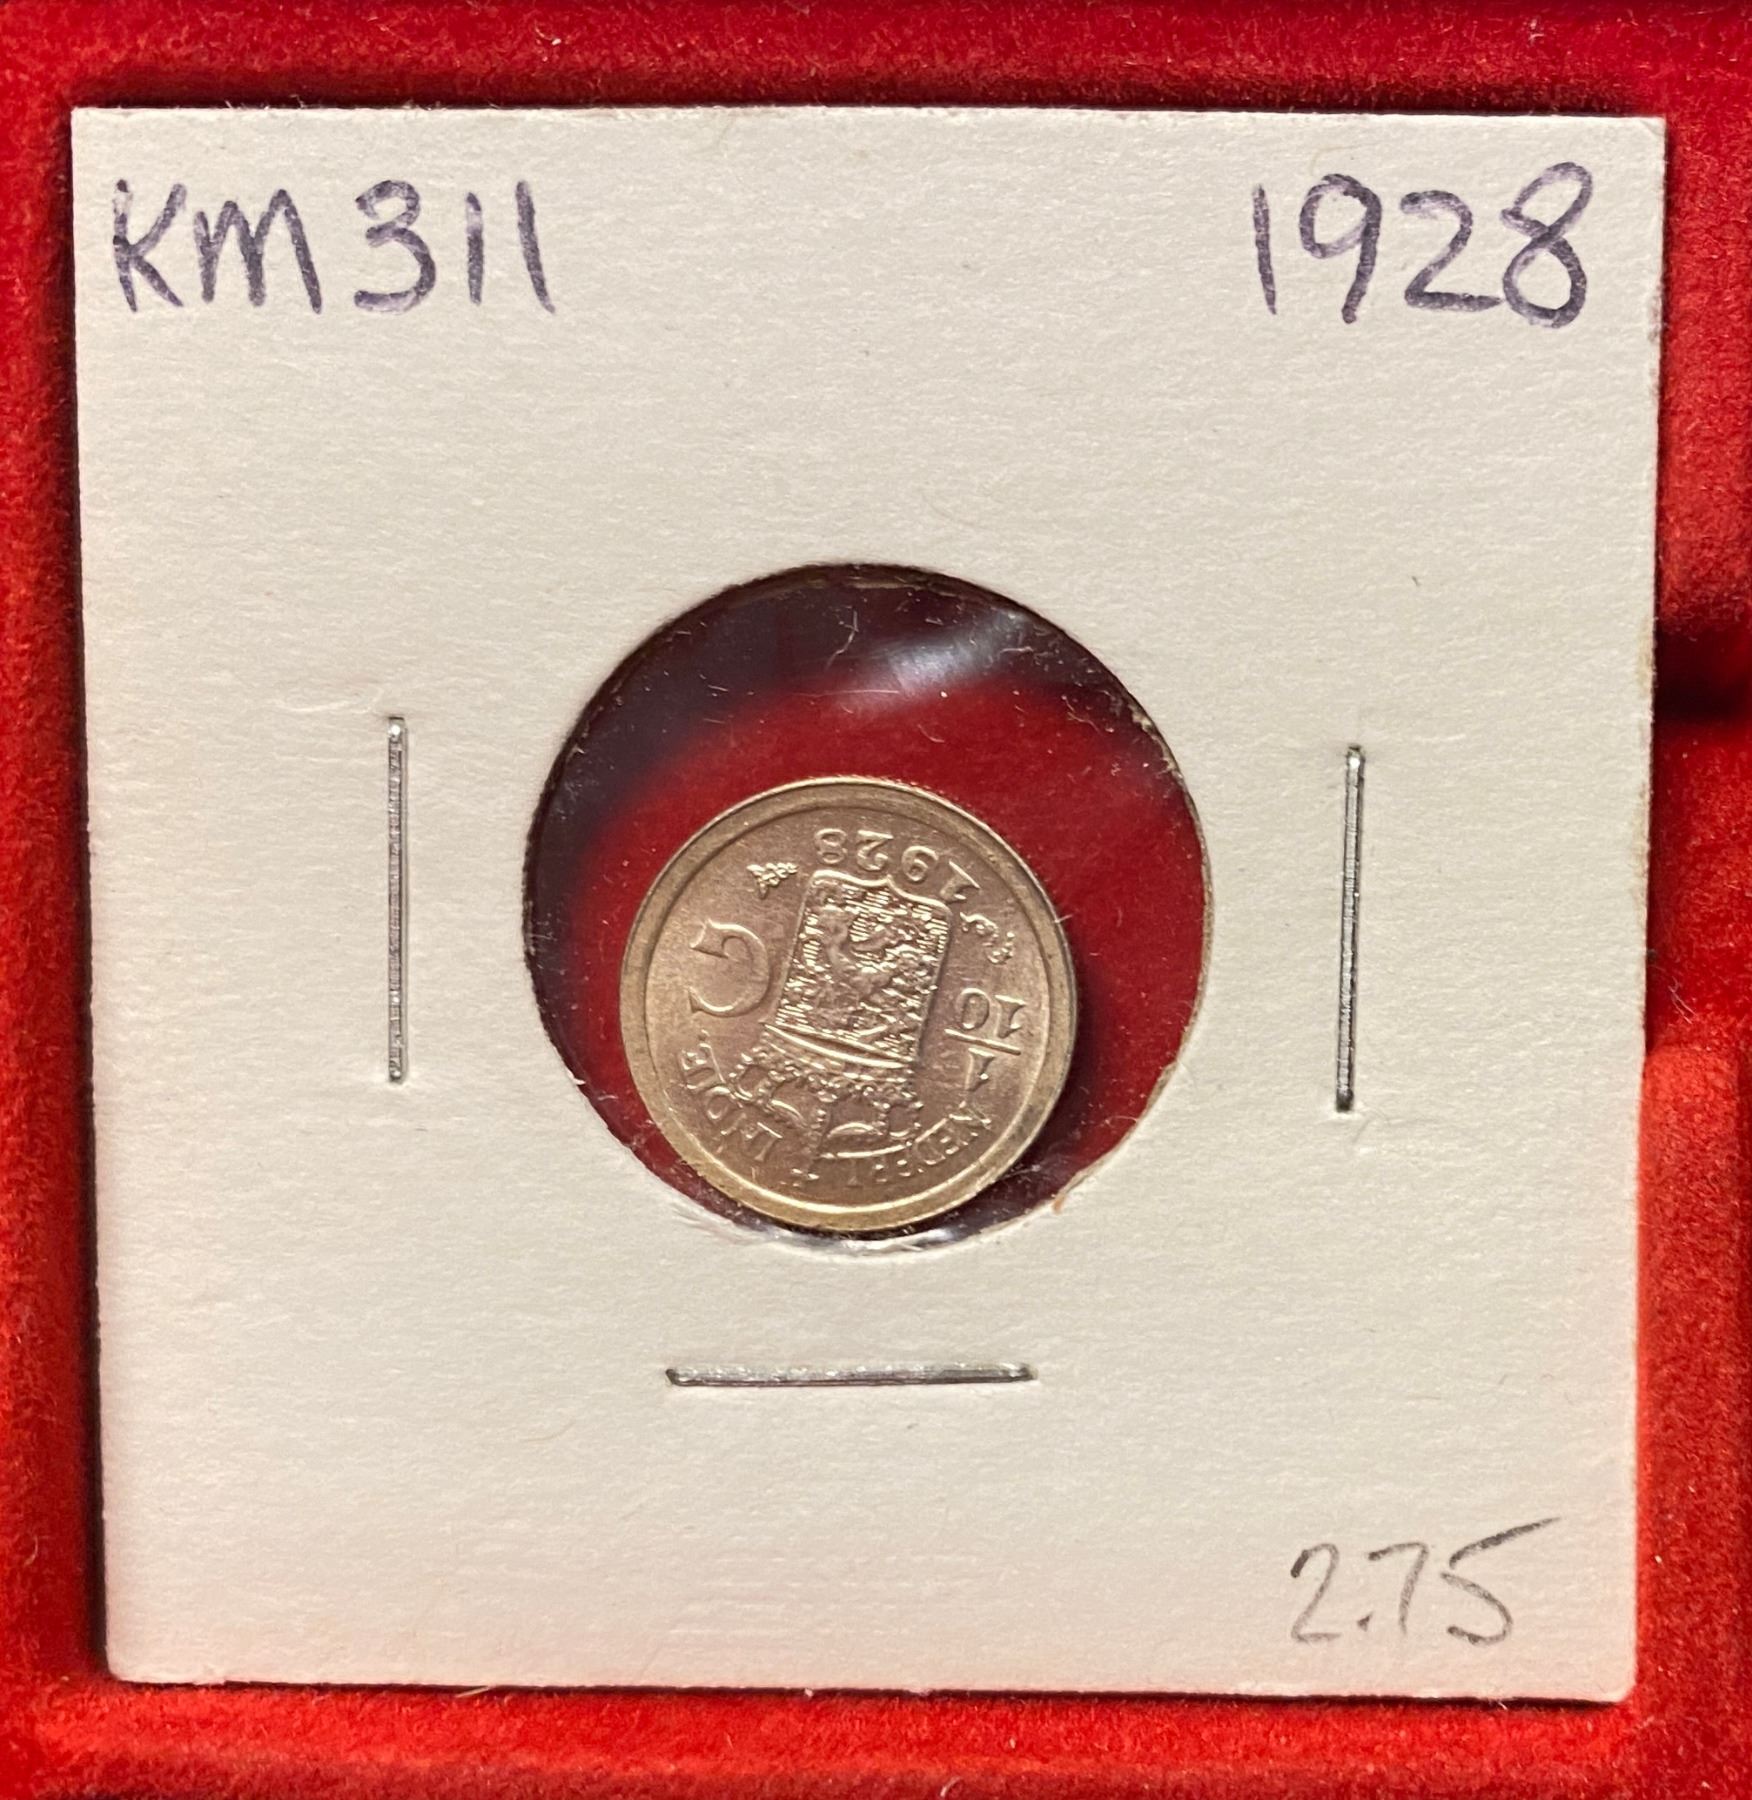 KM311
1928
NEDERL INDIE
1/10 G
1928
2.75